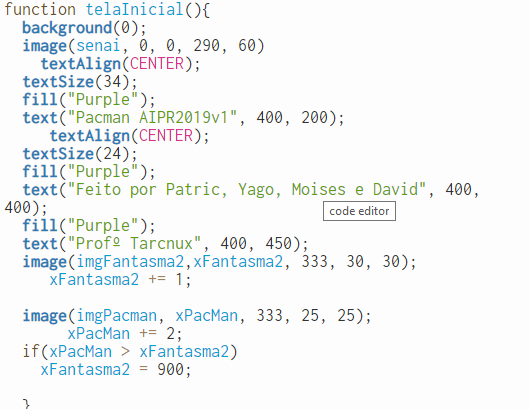 function telaInicial(){
background(0);
image(senai, 0, 0, 290, 60)
textAlign(CENTER);
textSize(34);
fill("Purple");
text("Pacman AIPR2019v1", 400, 200);
textAlign(CENTER);
textSize(24);
fill("Purple");
text("Feito por Patric, Yago, Moises e David", 400,
400);
code editor
fill("Purple");
text("Profº Tarcnux", 400, 450);
image(imgFantasma2,xFantasma2, 333, 30, 30);
xFantasma2 += 1;
image(imgPacman, xPacMan, 333, 25, 25);
xPacMan += 2;
if(xPacMan > xFantasma2)
xFantasma2 = 900;
}